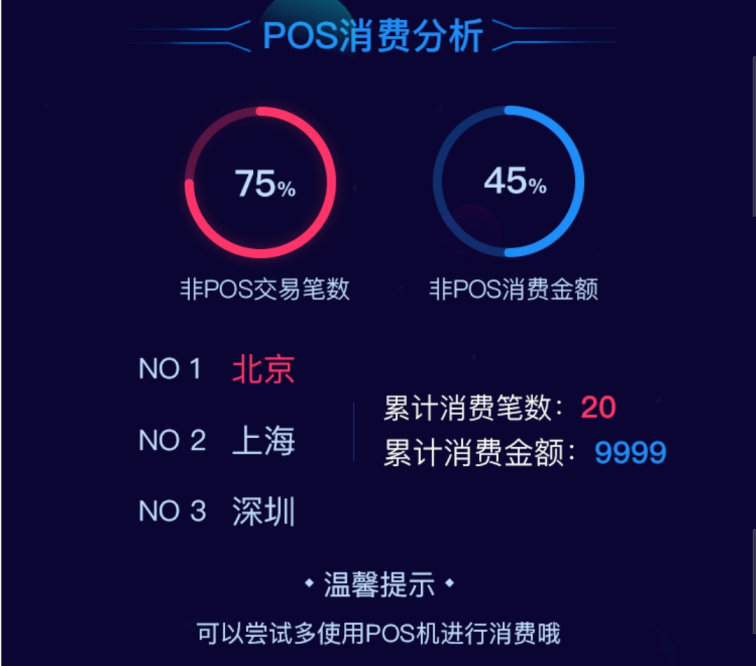 POS消费分析
75%
45%
非POS交易笔数
非POS消费金额
NO 1 北京
累计消费笔数：20
NO 2 上海
累计消费金额：9999
NO 3 深圳
温馨提示
可以尝试多使用POS机进行消费哦